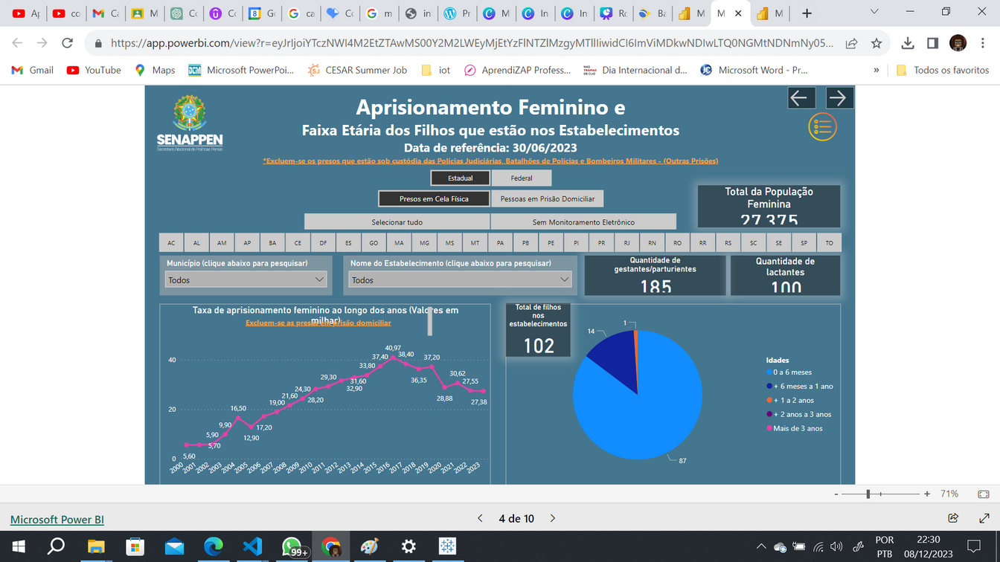 Aj
co
Ca
M
Co
Co
Go
ca
Co
m
in
Pr
M
In
In
Ro
Ba
M
M
M
https://app.powerbi.com/view?r=eyJrIjoiYTczNWI4M2EtZTAwMS00Y2M2LWEyMjEtYzFlNTZlMzgyMTllIiwidCI6ImViMDkwNDIwLTQ0NGMtNDNmNy05...
Gmail
YouTube
Maps
Microsoft PowerPoi...
CESAR Summer Job
iot
AprendiZAP Profess...
Dia Internacional d...
Microsoft Word - Pr...
»
Todos os favoritos
SENAPPEN
Secretaria Nacional de Políticas Penais
Aprisionamento Feminino e
Faixa Etária dos Filhos que estão nos Estabelecimentos
Data de referência: 30/06/2023
*Excluem-se os presos que estão sob custódia das Polícias Judiciárias, Batalhões de Polícias e Bombeiros Militares - (Outras Prisões)
Estadual
Federal
Presos em Cela Física
Pessoas em Prisão Domiciliar
Selecionar tudo
Sem Monitoramento Eletrônico
Total da População
Feminina
27.375
AC AL AM AP BA CE DF ES GO MA MG MS MT PA PB PE PI PR RJ RN RO RR RS SC SE SP TO
Município (clique abaixo para pesquisar)
Todos
Nome do Estabelecimento (clique abaixo para pesquisar)
Todos
Quantidade de
gestantes/parturientes
185
Quantidade de
lactantes
100
Taxa de aprisionamento feminino ao longo dos anos (Valores em
milhar)
Excluem-se as presas em prisão domiciliar
40
20
0
5,60
5,90
5,70
9,90
16,50
12,90
17,20
19,00
21,60
24,30
28,20
29,30
31,60
32,90
33,80
37,40
40,97
38,40
36,35
37,20
28,88
30,62
27,55
27,38
2000 2001 2002 2003 2004 2005 2006 2007 2008 2009 2010 2011 2012 2013 2014 2015 2016 2017 2018 2019 2020 2021 2022 2023
Total de filhos
nos
estabelecimentos
102
1
14
87
Idades
0 a 6 meses
+ 6 meses a 1 ano
+ 1 a 2 anos
+ 2 anos a 3 anos
Mais de 3 anos
- + 71%
Microsoft Power BI
4 de 10
99+
POR
PTB
22:30
08/12/2023